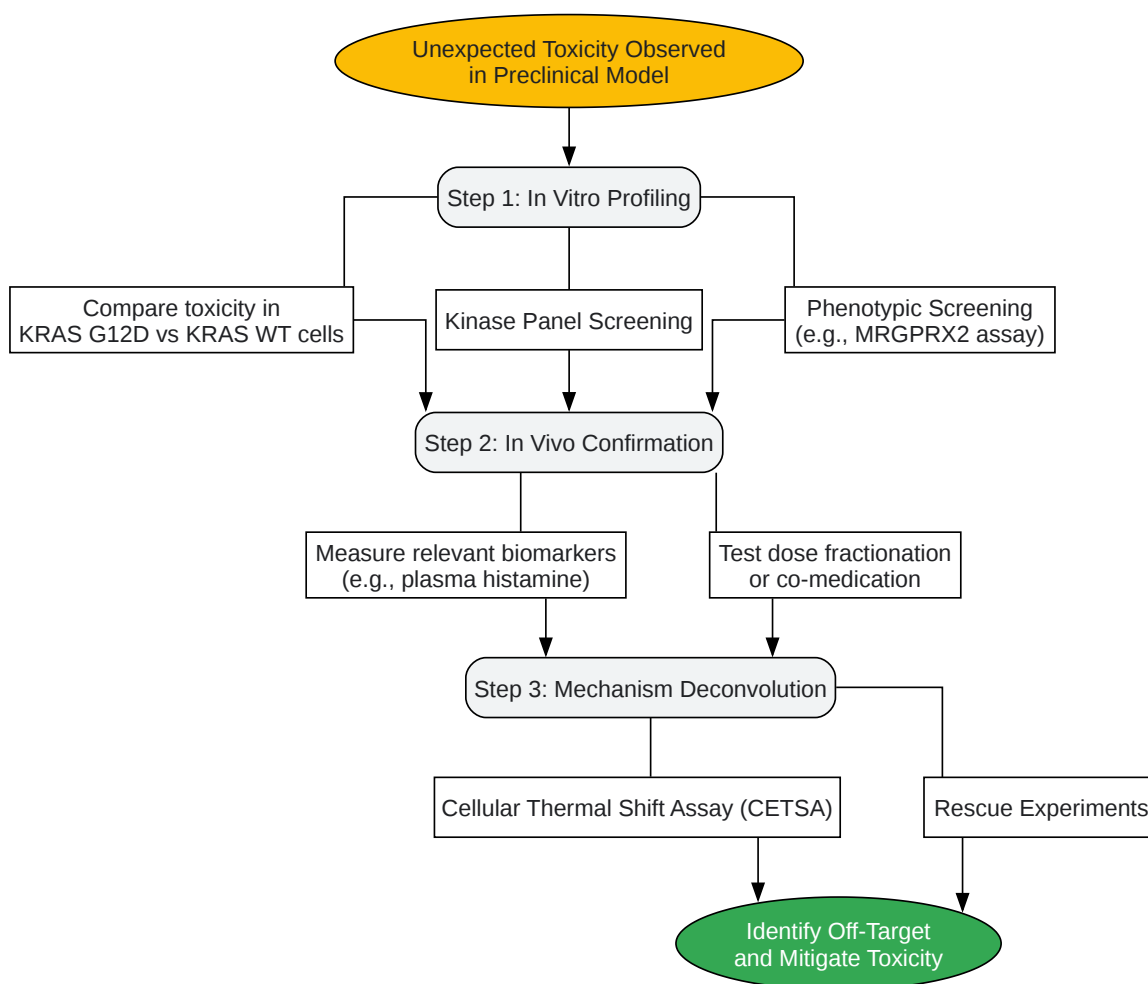 Unexpected Toxicity Observed
in Preclinical Model
Step 1: In Vitro Profiling
Compare toxicity in
KRAS G12D vs KRAS WT cells
Kinase Panel Screening
Phenotypic Screening
(e.g., MRGPRX2 assay)
Step 2: In Vivo Confirmation
Measure relevant biomarkers
(e.g., plasma histamine)
Test dose fractionation
or co-medication
Step 3: Mechanism Deconvolution
Cellular Thermal Shift Assay (CETSA)
Rescue Experiments
Identify Off-Target
and Mitigate Toxicity